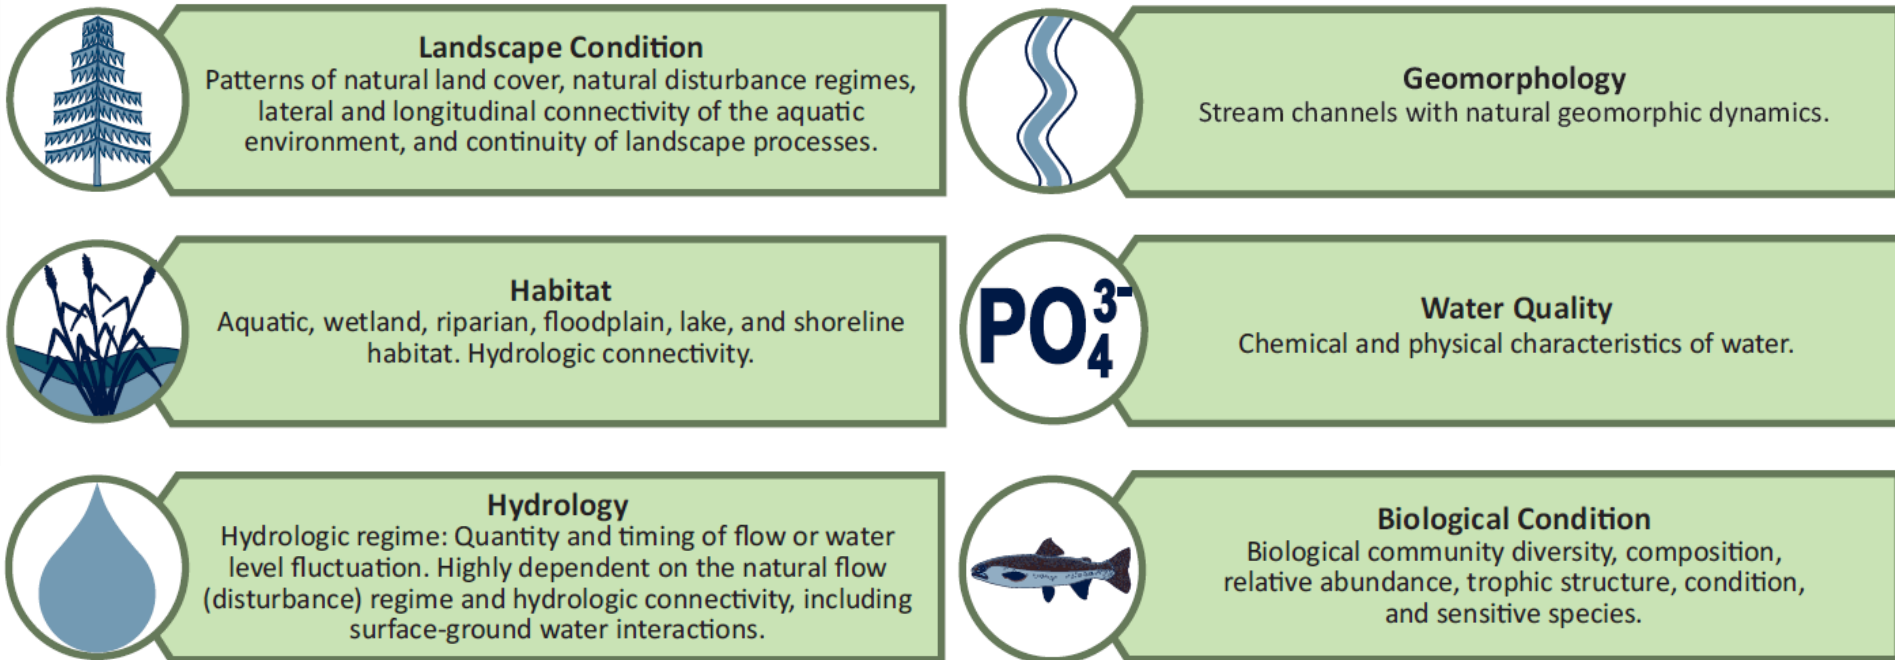 Landscape Condition
Patterns of natural land cover, natural disturbance regimes,
lateral and longitudinal connectivity of the aquatic
environment, and continuity of landscape processes.
Geomorphology
Stream channels with natural geomorphic dynamics.
Habitat
Aquatic, wetland, riparian, floodplain, lake, and shoreline
habitat. Hydrologic connectivity.
PO₄³⁻
Water Quality
Chemical and physical characteristics of water.
Hydrology
Hydrologic regime: Quantity and timing of flow or water
level fluctuation. Highly dependent on the natural flow
(disturbance) regime and hydrologic connectivity, including
surface-ground water interactions.
Biological Condition
Biological community diversity, composition,
relative abundance, trophic structure, condition,
and sensitive species.